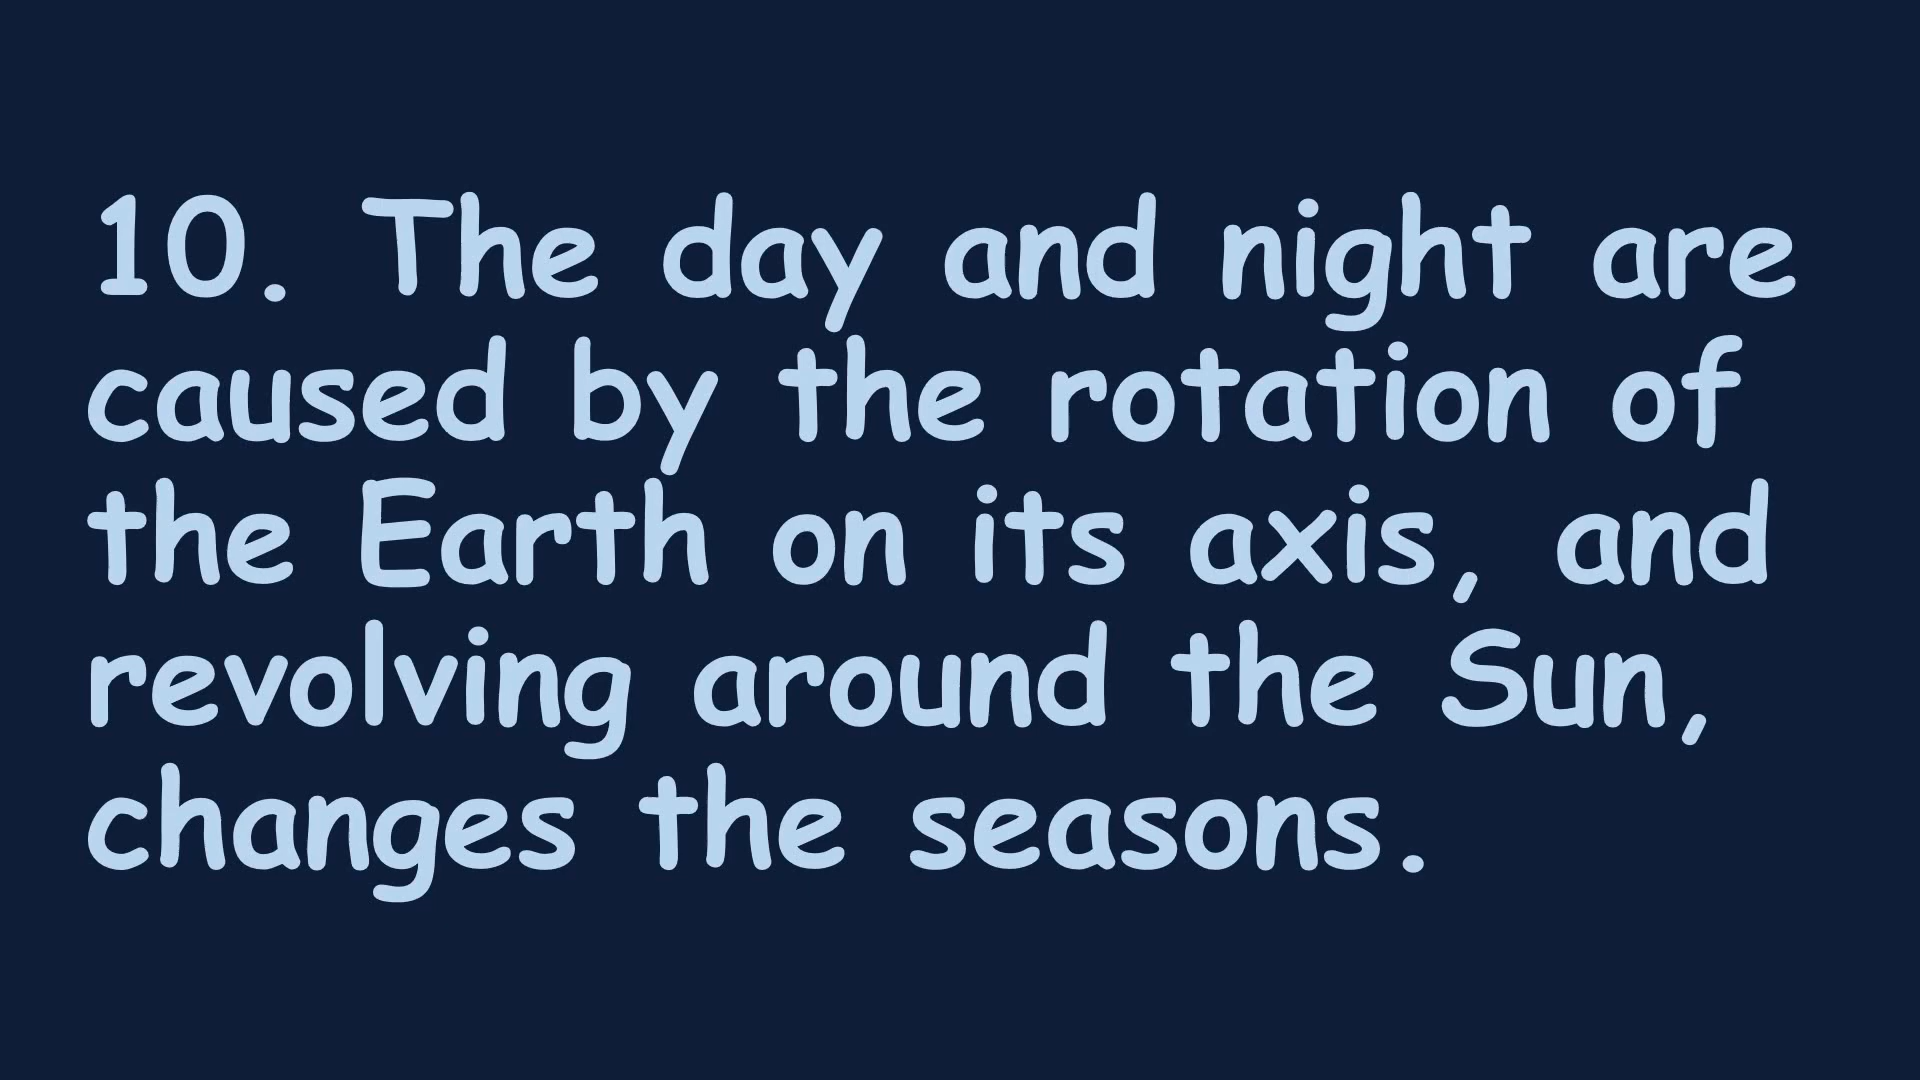 10. The day and night are
caused by the rotation of
the Earth on its axis, and
revolving around the Sun,
changes the seasons.